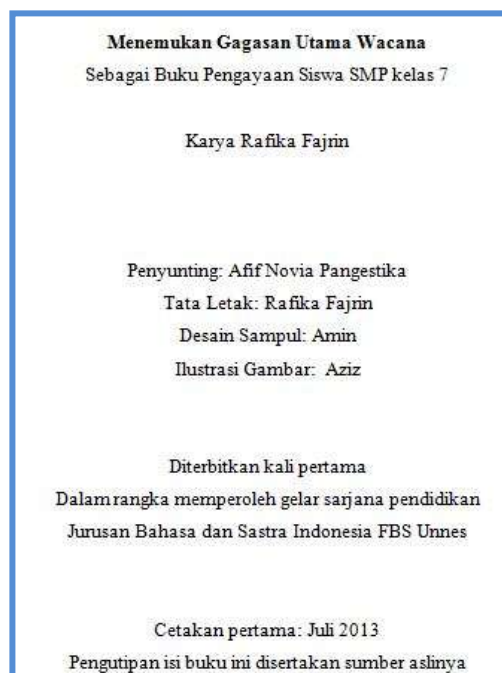 Menemukan Gagasan Utama Wacana
Sebagai Buku Pengayaan Siswa SMP kelas 7
Karya Rafika Fajrin
Penyunting: Afif Novia Pangestika
Tata Letak: Rafika Fajrin
Desain Sampul: Amin
Ilustrasi Gambar: Aziz
Diterbitkan kali pertama
Dalam rangka memperoleh gelar sarjana pendidikan
Jurusan Bahasa dan Sastra Indonesia FBS Unnes
Cetakan pertama: Juli 2013
Pengutipan isi buku ini disertakan sumber aslinya